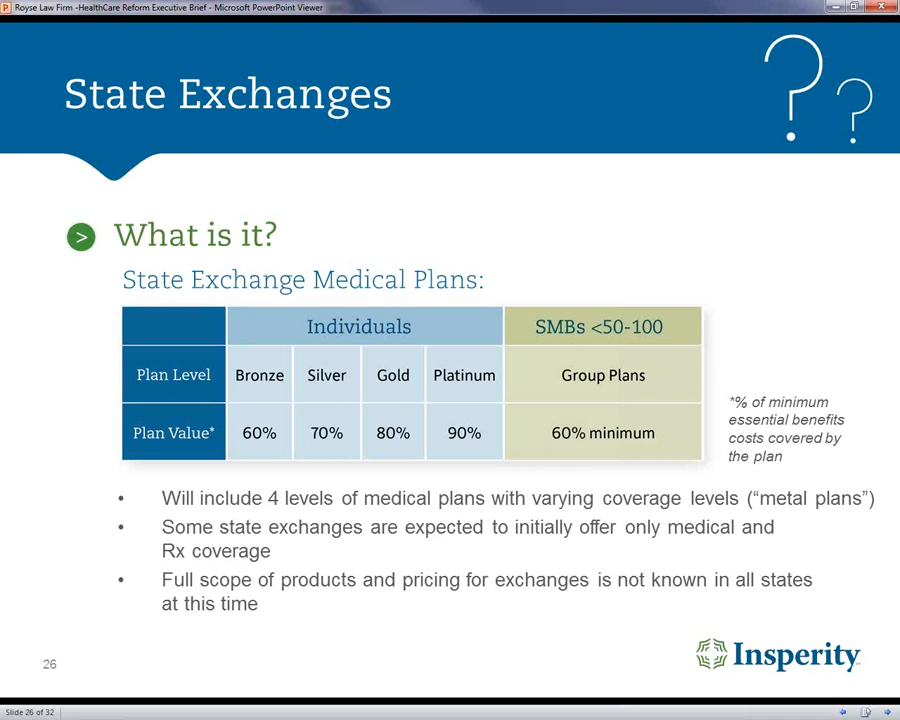 Royse Law Firm -HealthCare Reform Executive Brief - Microsoft PowerPoint Viewer
State Exchanges
? ?
> What is it?
State Exchange Medical Plans:
Individuals SMBs <50-100
Plan Level Bronze Silver Gold Platinum Group Plans
Plan Value* 60% 70% 80% 90% 60% minimum
*% of minimum
essential benefits
costs covered by
the plan
• Will include 4 levels of medical plans with varying coverage levels (“metal plans”)
• Some state exchanges are expected to initially offer only medical and
Rx coverage
• Full scope of products and pricing for exchanges is not known in all states
at this time
26
Insperity
Slide 26 of 32